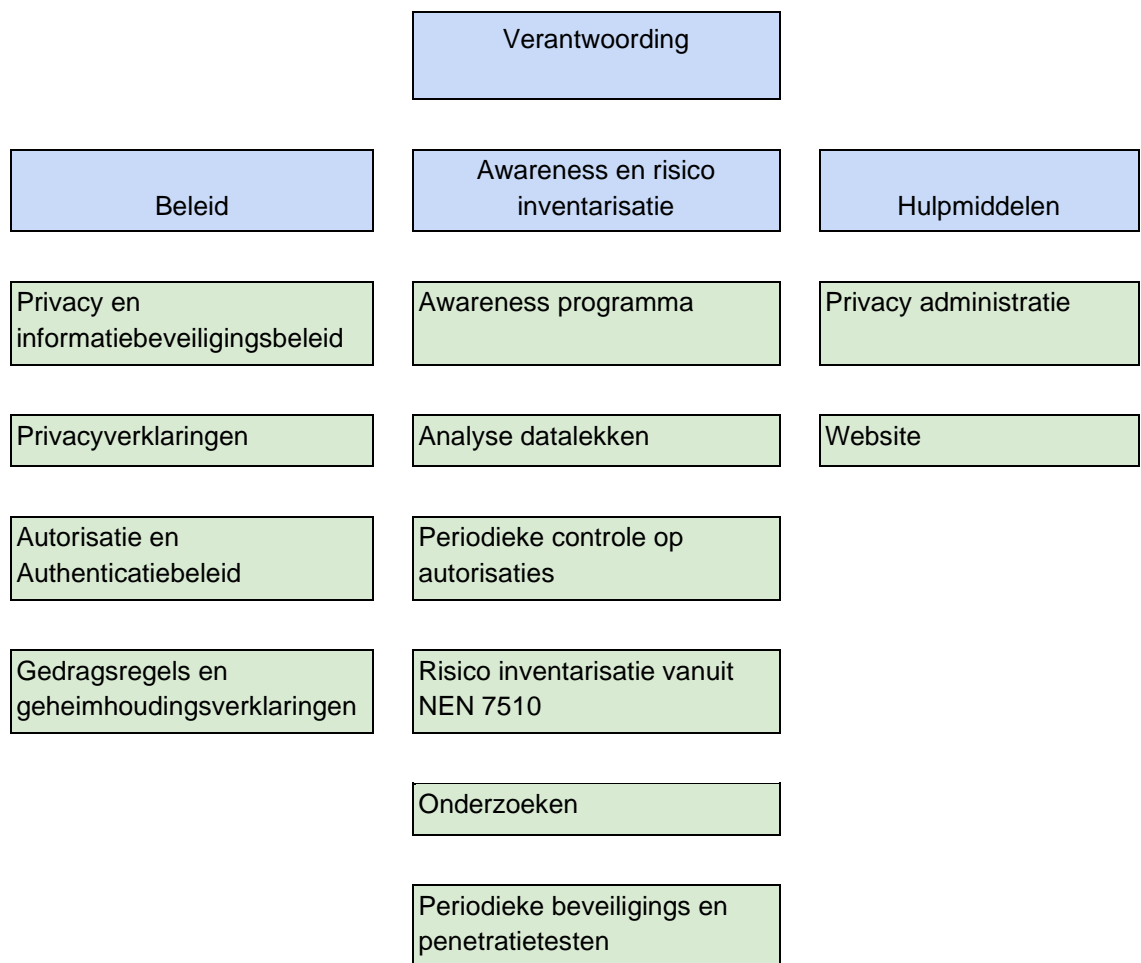 Verantwoording
Beleid
Awareness en risico
inventarisatie
Hulpmiddelen
Privacy en
informatiebeveiligingsbeleid
Awareness programma
Privacy administratie
Privacyverklaringen
Analyse datalekken
Website
Autorisatie en
Authenticatiebeleid
Periodieke controle op
autorisaties
Gedragsregels en
geheimhoudingsverklaringen
Risico inventarisatie vanuit
NEN 7510
Onderzoeken
Periodieke beveiligings en
penetratietesten